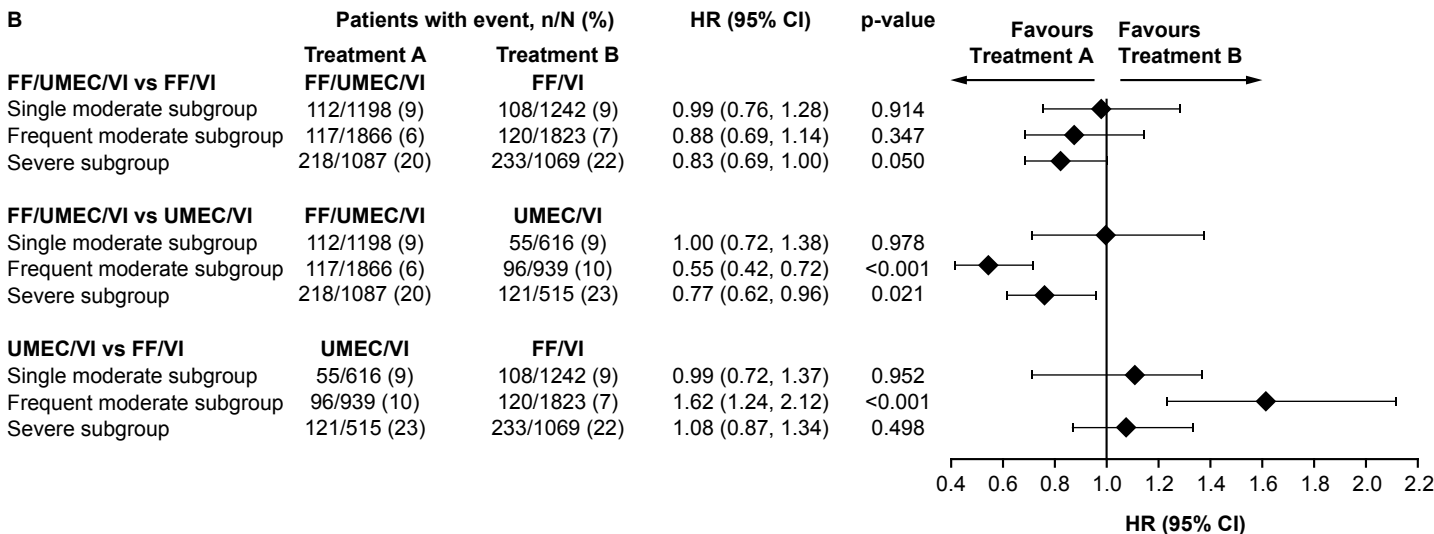 B Patients with event, n/N (%) HR (95% CI) p-value Favours Treatment A Favours Treatment B
Treatment A Treatment B
FF/UMEC/VI vs FF/VI FF/UMEC/VI FF/VI
Single moderate subgroup 112/1198 (9) 108/1242 (9) 0.99 (0.76, 1.28) 0.914
Frequent moderate subgroup 117/1866 (6) 120/1823 (7) 0.88 (0.69, 1.14) 0.347
Severe subgroup 218/1087 (20) 233/1069 (22) 0.83 (0.69, 1.00) 0.050
FF/UMEC/VI vs UMEC/VI FF/UMEC/VI UMEC/VI
Single moderate subgroup 112/1198 (9) 55/616 (9) 1.00 (0.72, 1.38) 0.978
Frequent moderate subgroup 117/1866 (6) 96/939 (10) 0.55 (0.42, 0.72) <0.001
Severe subgroup 218/1087 (20) 121/515 (23) 0.77 (0.62, 0.96) 0.021
UMEC/VI vs FF/VI UMEC/VI FF/VI
Single moderate subgroup 55/616 (9) 108/1242 (9) 0.99 (0.72, 1.37) 0.952
Frequent moderate subgroup 96/939 (10) 120/1823 (7) 1.62 (1.24, 2.12) <0.001
Severe subgroup 121/515 (23) 233/1069 (22) 1.08 (0.87, 1.34) 0.498
0.4 0.6 0.8 1.0 1.2 1.4 1.6 1.8 2.0 2.2
HR (95% CI)